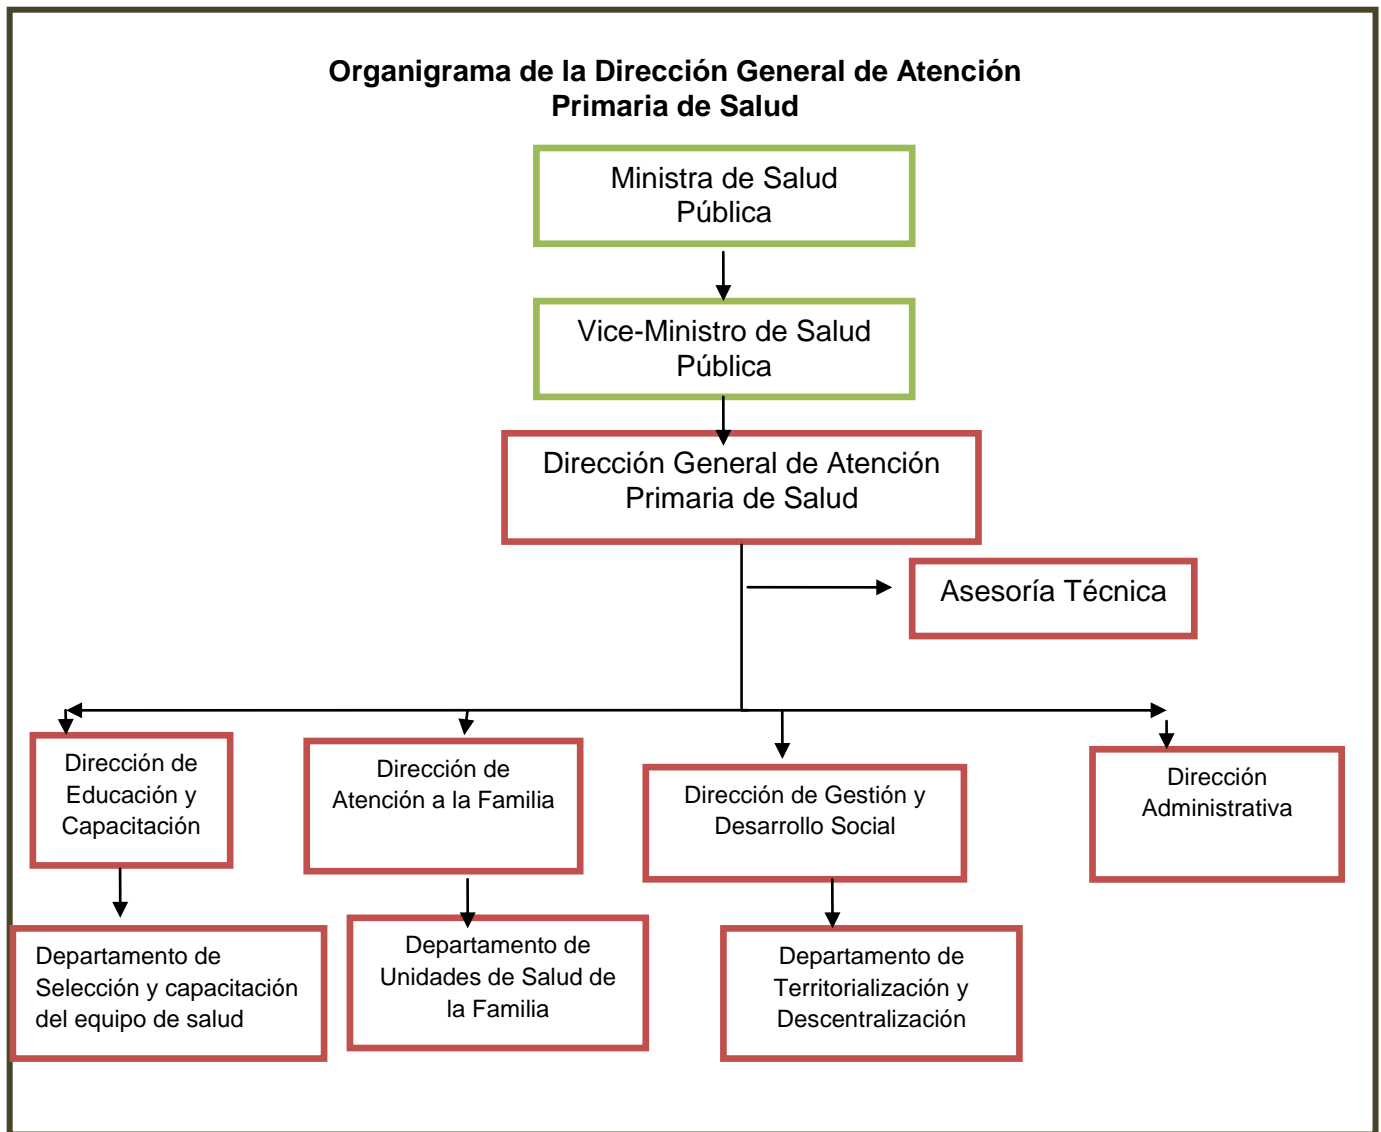 Organigrama de la Dirección General de Atención
Primaria de Salud
Ministra de Salud
Pública
Vice-Ministro de Salud
Pública
Dirección General de Atención
Primaria de Salud
Asesoría Técnica
Dirección de
Educación y
Capacitación
Dirección de
Atención a la Familia
Dirección de Gestión y
Desarrollo Social
Dirección
Administrativa
Departamento de
Selección y capacitación
del equipo de salud
Departamento de
Unidades de Salud de
la Familia
Departamento de
Territorialización y
Descentralización